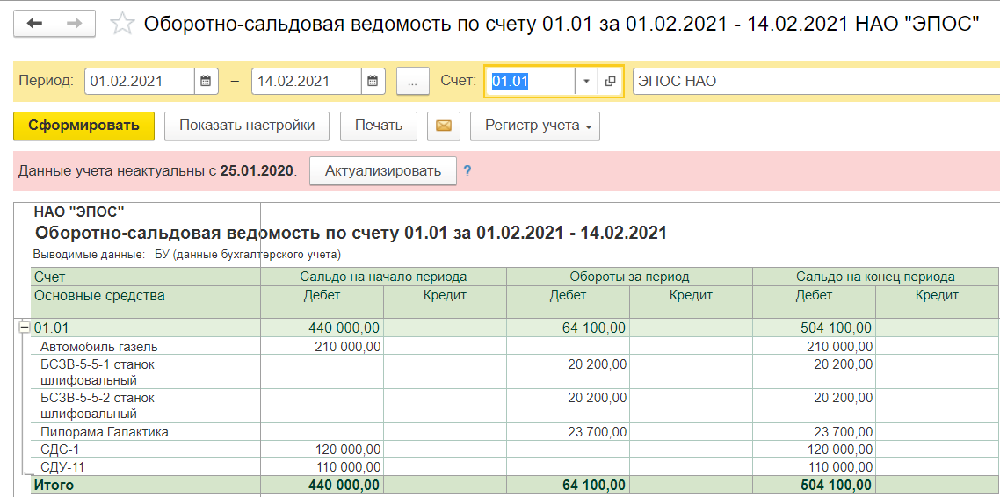 Оборотно-сальдовая ведомость по счету 01.01 за 01.02.2021 - 14.02.2021 НАО "ЭПОС"
Период: 01.02.2021 – 14.02.2021 ... Счет: 01.01 ЭПОС НАО
Сформировать Показать настройки Печать Регистр учета
Данные учета неактуальны с 25.01.2020. Актуализировать ?
НАО "ЭПОС"
Оборотно-сальдовая ведомость по счету 01.01 за 01.02.2021 - 14.02.2021
Выводимые данные: БУ (данные бухгалтерского учета)
Счет Сальдо на начало периода Обороты за период Сальдо на конец периода
Основные средства Дебет Кредит Дебет Кредит Дебет Кредит
01.01 440 000,00 64 100,00 504 100,00
Автомобиль газель 210 000,00 210 000,00
БСЗВ-5-5-1 станок 20 200,00 20 200,00
шлифовальный
БСЗВ-5-5-2 станок 20 200,00 20 200,00
шлифовальный
Пилорама Галактика 23 700,00 23 700,00
СДС-1 120 000,00 120 000,00
СДУ-11 110 000,00 110 000,00
Итого 440 000,00 64 100,00 504 100,00